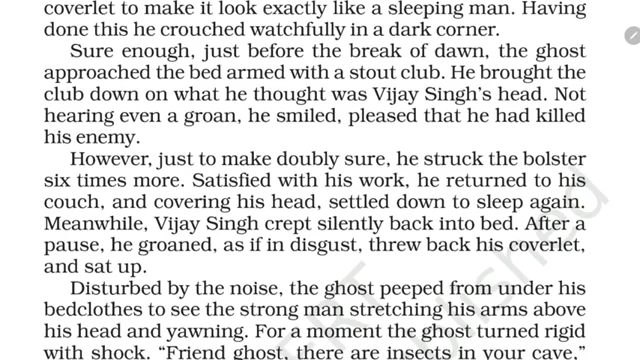 coverlet to make it look exactly like a sleeping man. Having
done this he crouched watchfully in a dark corner.
Sure enough, just before the break of dawn, the ghost
approached the bed armed with a stout club. He brought the
club down on what he thought was Vijay Singh's head. Not
hearing even a groan, he smiled, pleased that he had killed
his enemy.
However, just to make doubly sure, he struck the bolster
six times more. Satisfied with his work, he returned to his
couch, and covering his head, settled down to sleep again.
Meanwhile, Vijay Singh crept silently back into bed. After a
pause, he groaned, as if in disgust, threw back his coverlet,
and sat up.
Disturbed by the noise, the ghost peeped from under his
bedclothes to see the strong man stretching his arms above
his head and yawning. For a moment the ghost turned rigid
with shock. “Friend ghost, there are insects in your cave,”